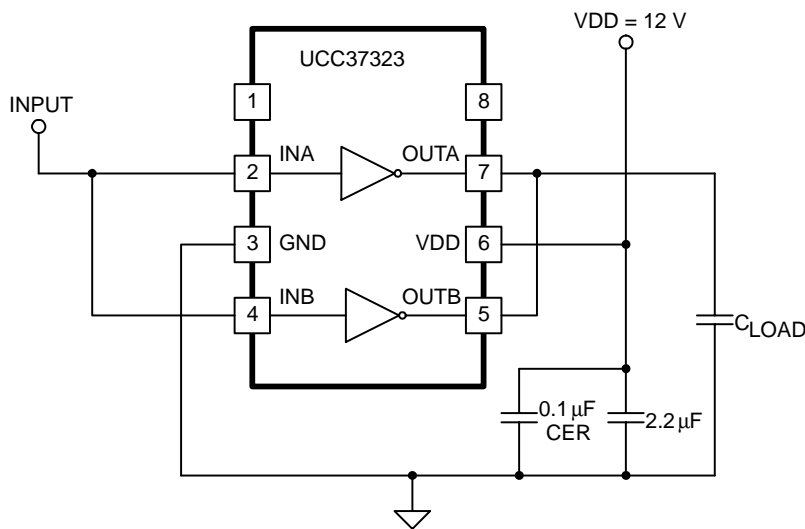 VDD = 12 V
UCC37323
INPUT
1
8
INA
OUTA
2
7
3
GND
VDD
6
INB
OUTB
4
5
CLOAD
0.1 µF
CER
2.2 µF